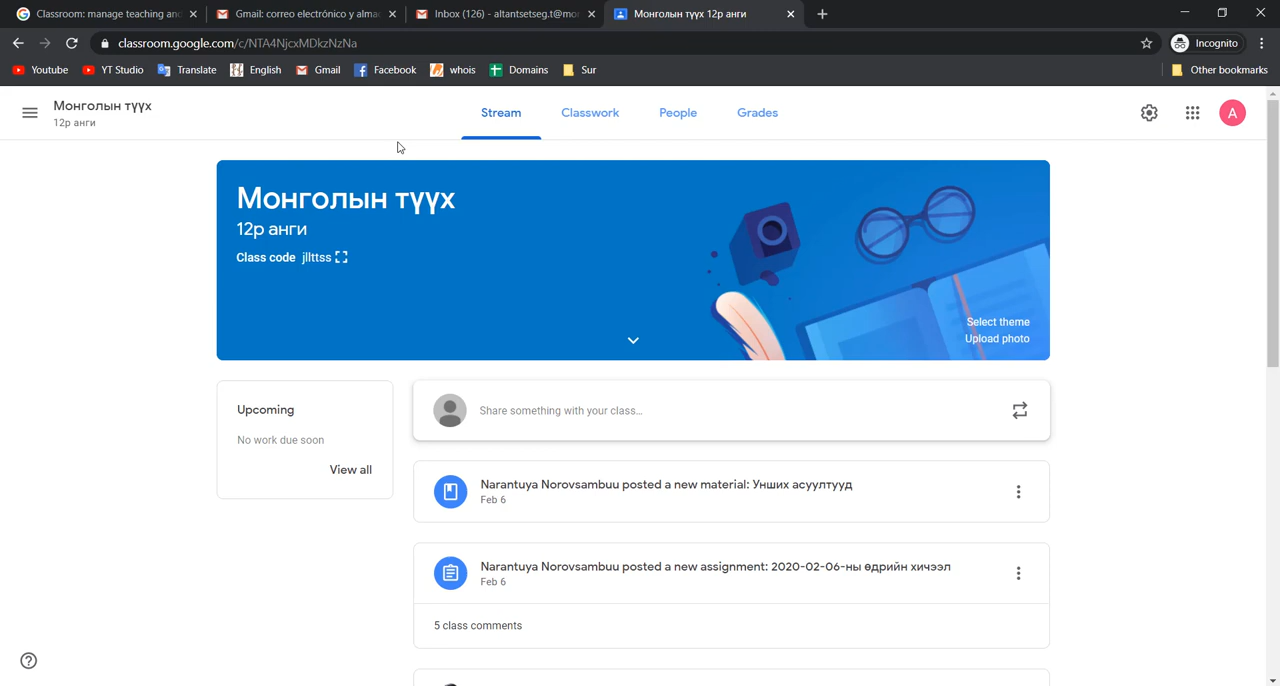 Classroom: manage teaching and
Gmail: correo electrónico y alma
Inbox (126) - altantsetseg.t@mor
Монголын түүх 12р анги
classroom.google.com/c/NTA4NjcxMDkzNzNa
Incognito
Youtube
YT Studio
Translate
English
Gmail
Facebook
whois
Domains
Sur
Other bookmarks
Монголын түүх
12р анги
Stream
Classwork
People
Grades
A
Монголын түүх
12р анги
Class code jllttss
Select theme
Upload photo
Upcoming
No work due soon
View all
Share something with your class...
Narantuya Norovsambuu posted a new material: Унших асуултууд
Feb 6
Narantuya Norovsambuu posted a new assignment: 2020-02-06-ны өдрийн хичээл
Feb 6
5 class comments